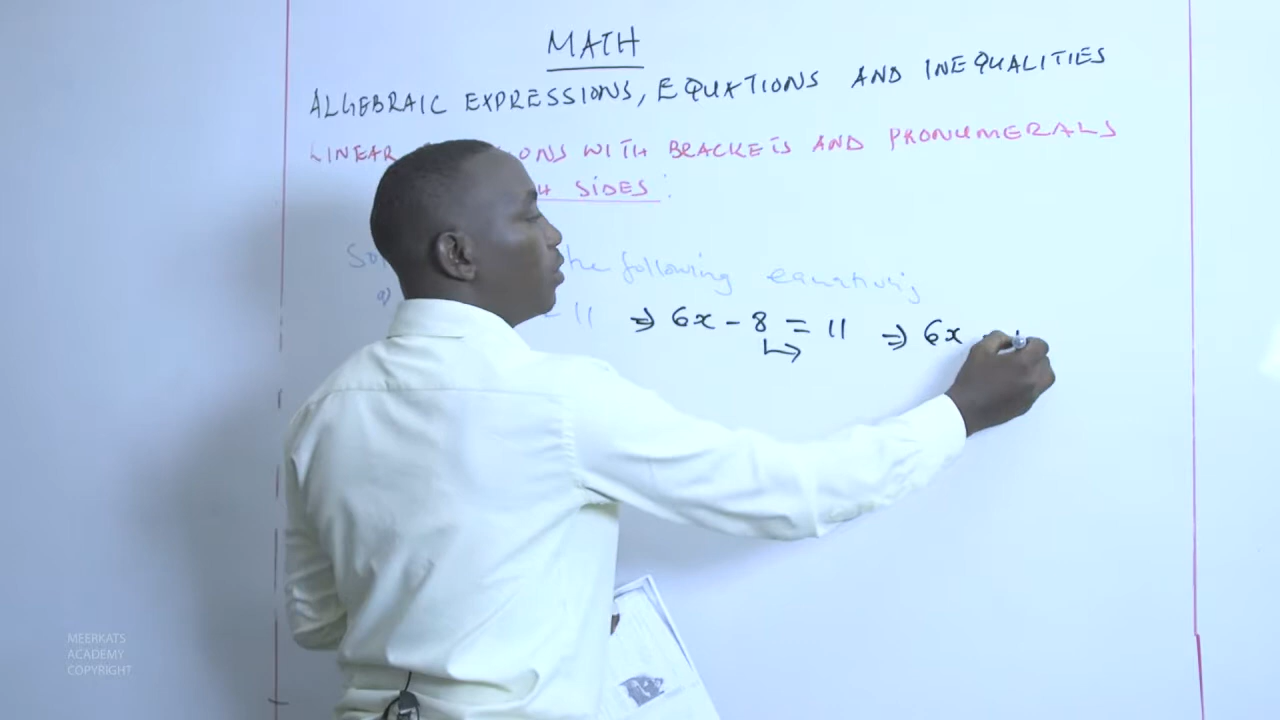 MATH
ALGEBRAIC EXPRESSIONS, EQUATIONS AND INEQUALITIES
LINEAR ONS WITH BRACKETS AND PRONUMERALS
SIDES:
the following equations
a) = 11 ⇒ 6x - 8 = 11 ⇒ 6x
MEERKATS
ACADEMY
COPYRIGHT